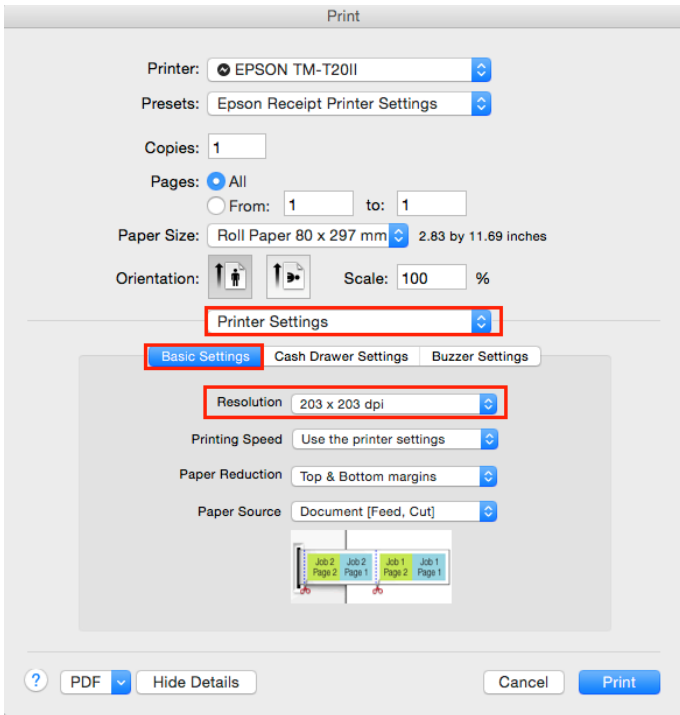 Print
Printer: EPSON TM-T20II
Presets: Epson Receipt Printer Settings
Copies: 1
Pages: All
From: 1 to: 1
Paper Size: Roll Paper 80 x 297 mm 2.83 by 11.69 inches
Orientation: Scale: 100 %
Printer Settings
Basic Settings Cash Drawer Settings Buzzer Settings
Resolution 203 x 203 dpi
Printing Speed Use the printer settings
Paper Reduction Top & Bottom margins
Paper Source Document [Feed, Cut]
Job 2 Job 2 Job 1 Job 1
Page 2 Page 1 Page 2 Page 1
? PDF Hide Details Cancel Print